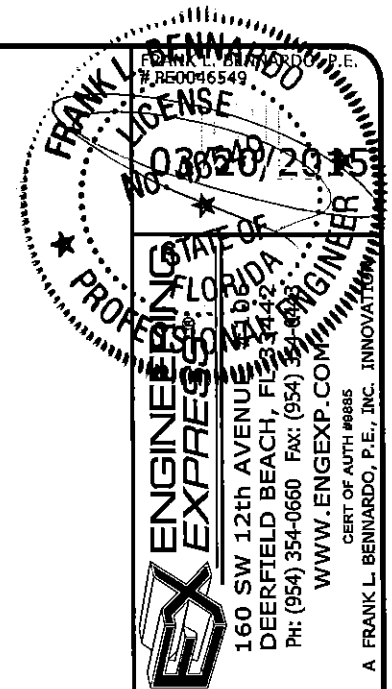 FRANK L. BENNARDO, P.E.
# PE0046549
03/20/2015
FRANK L. BENNARDO
LICENSE
No. 46549
STATE OF
FLORIDA
PROFESSIONAL ENGINEER
EX ENGINEERING
EXPRESS®
160 SW 12th AVENUE
DEERFIELD BEACH, FL 33442
PH: (954) 354-0660 FAX: (954)
WWW.ENGEXP.COM
CERT OF AUTH #9885
A FRANK L. BENNARDO, P.E., INC. INNOVATION